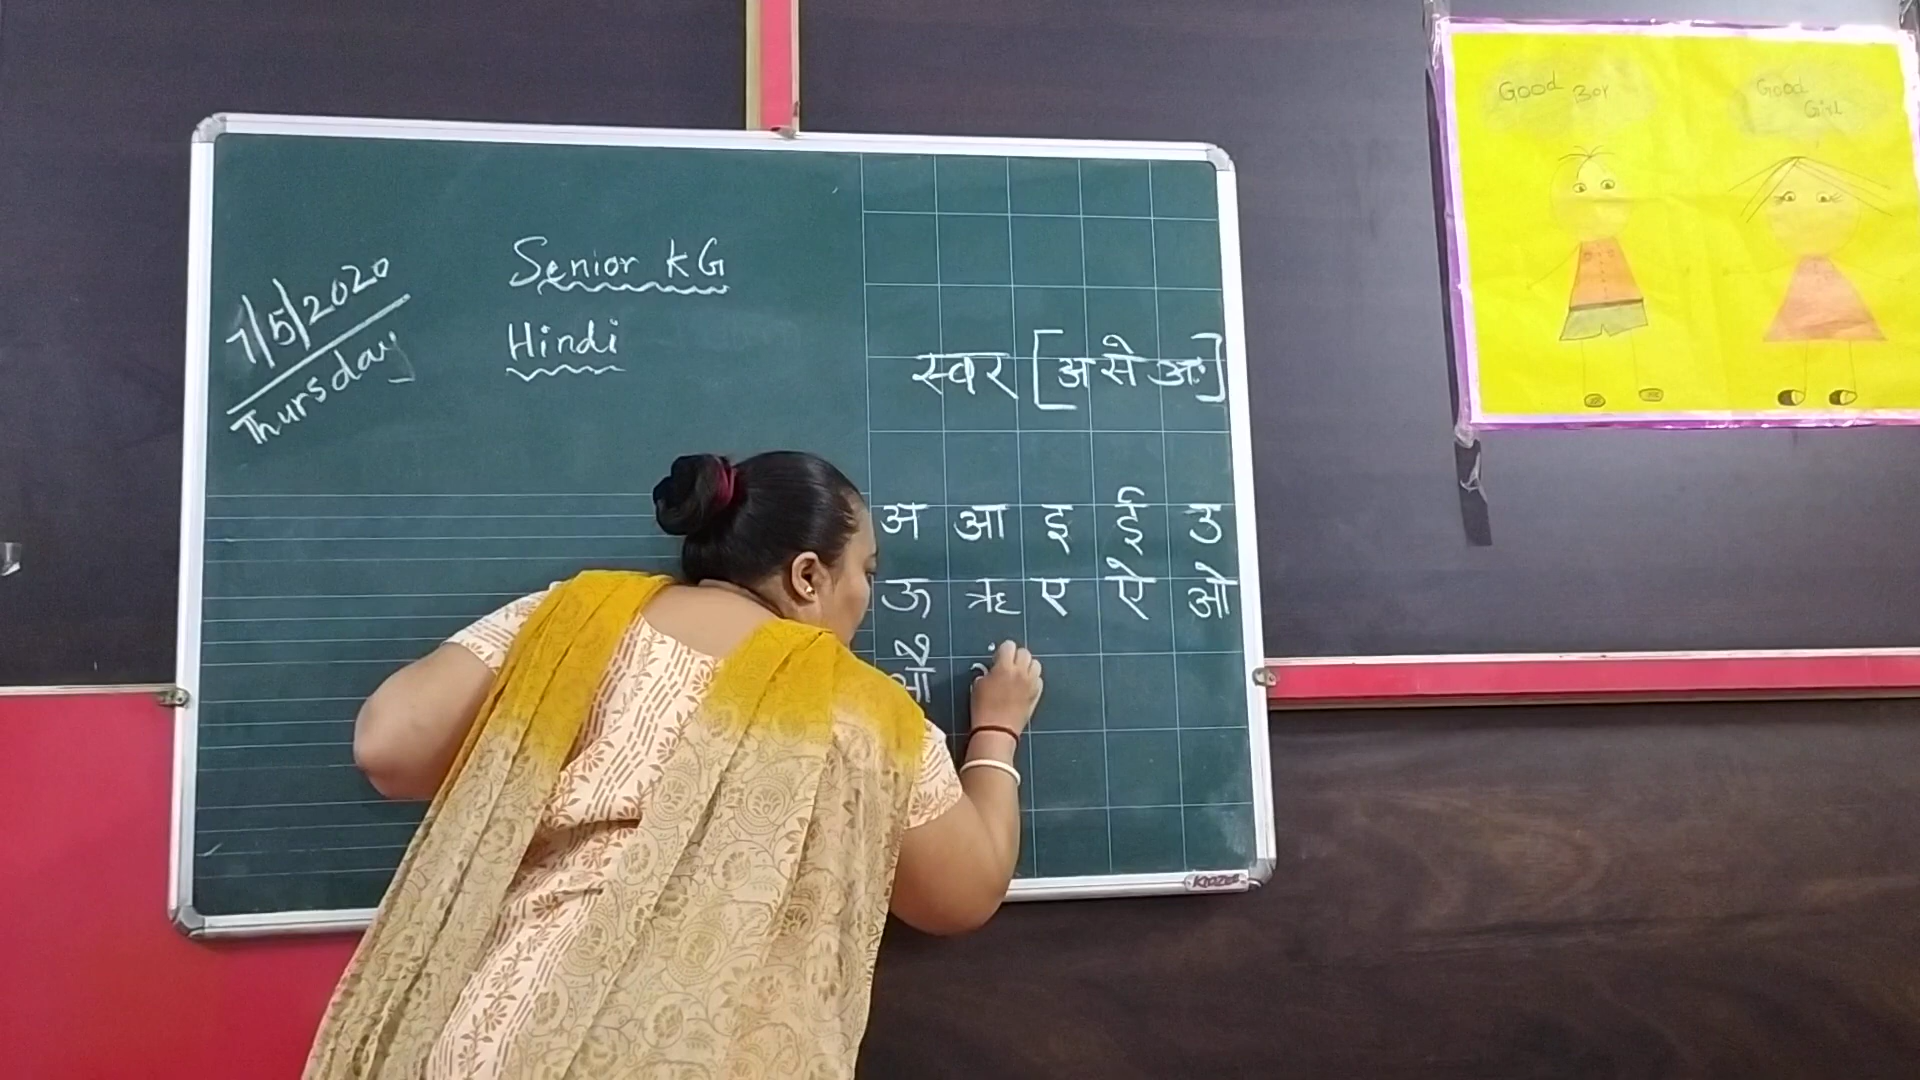 7/5/2020
Thursday
Senior KG
Hindi
स्वर [अ से अः]
अ आ इ ई उ
ऊ ऋ ए ऐ ओ
औ
Good Boy
Good Girl